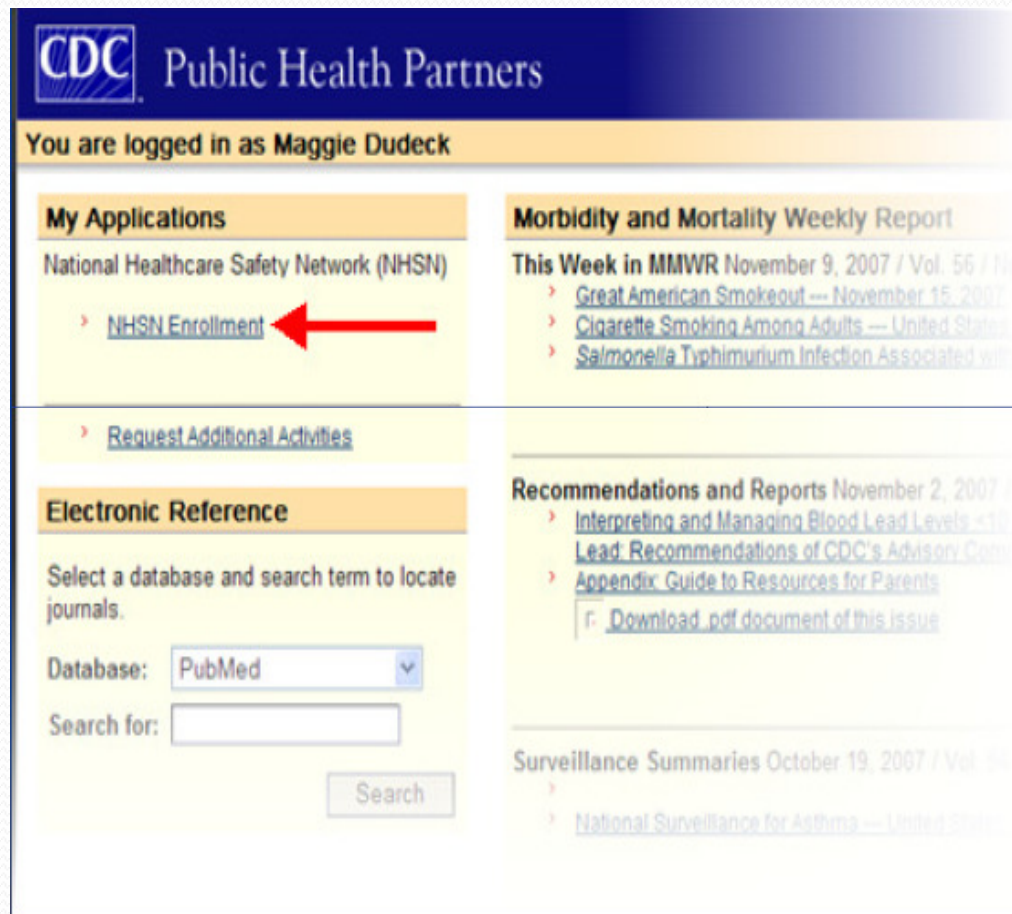 CDC Public Health Partners
You are logged in as Maggie Dudeck
My Applications
National Healthcare Safety Network (NHSN)
NHSN Enrollment
Request Additional Activities
Electronic Reference
Select a database and search term to locate
journals.
Database: PubMed
Search for:
Search
Morbidity and Mortality Weekly Report
This Week in MMWR November 9, 2007 / Vol. 56 /
Great American Smokeout --- November 15, 2007
Cigarette Smoking Among Adults --- United States
Salmonella Typhimurium Infection Associated with
Recommendations and Reports November 2, 2007 /
Interpreting and Managing Blood Lead Levels <10
Lead: Recommendations of CDC's Advisory
Appendix: Guide to Resources for Parents
Download .pdf document of this issue
Surveillance Summaries October 19, 2007 / Vol. 56
National Surveillance for Asthma --- United States